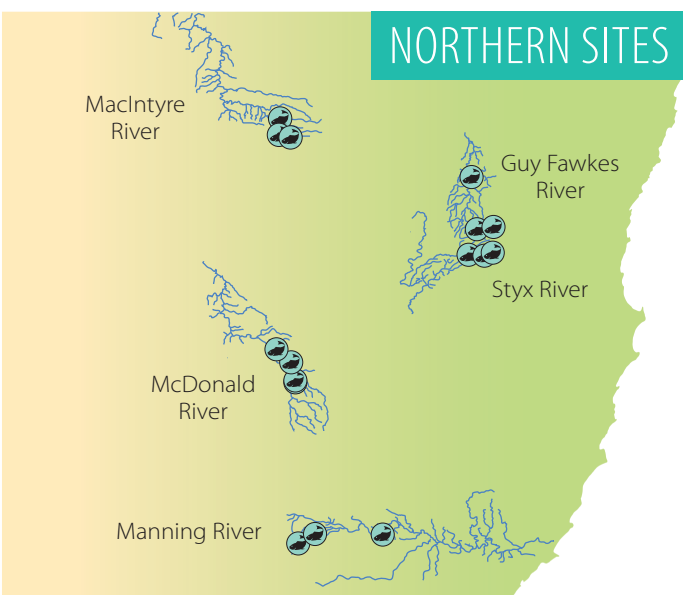 NORTHERN SITES
MacIntyre
River
Guy Fawkes
River
Styx River
McDonald
River
Manning River